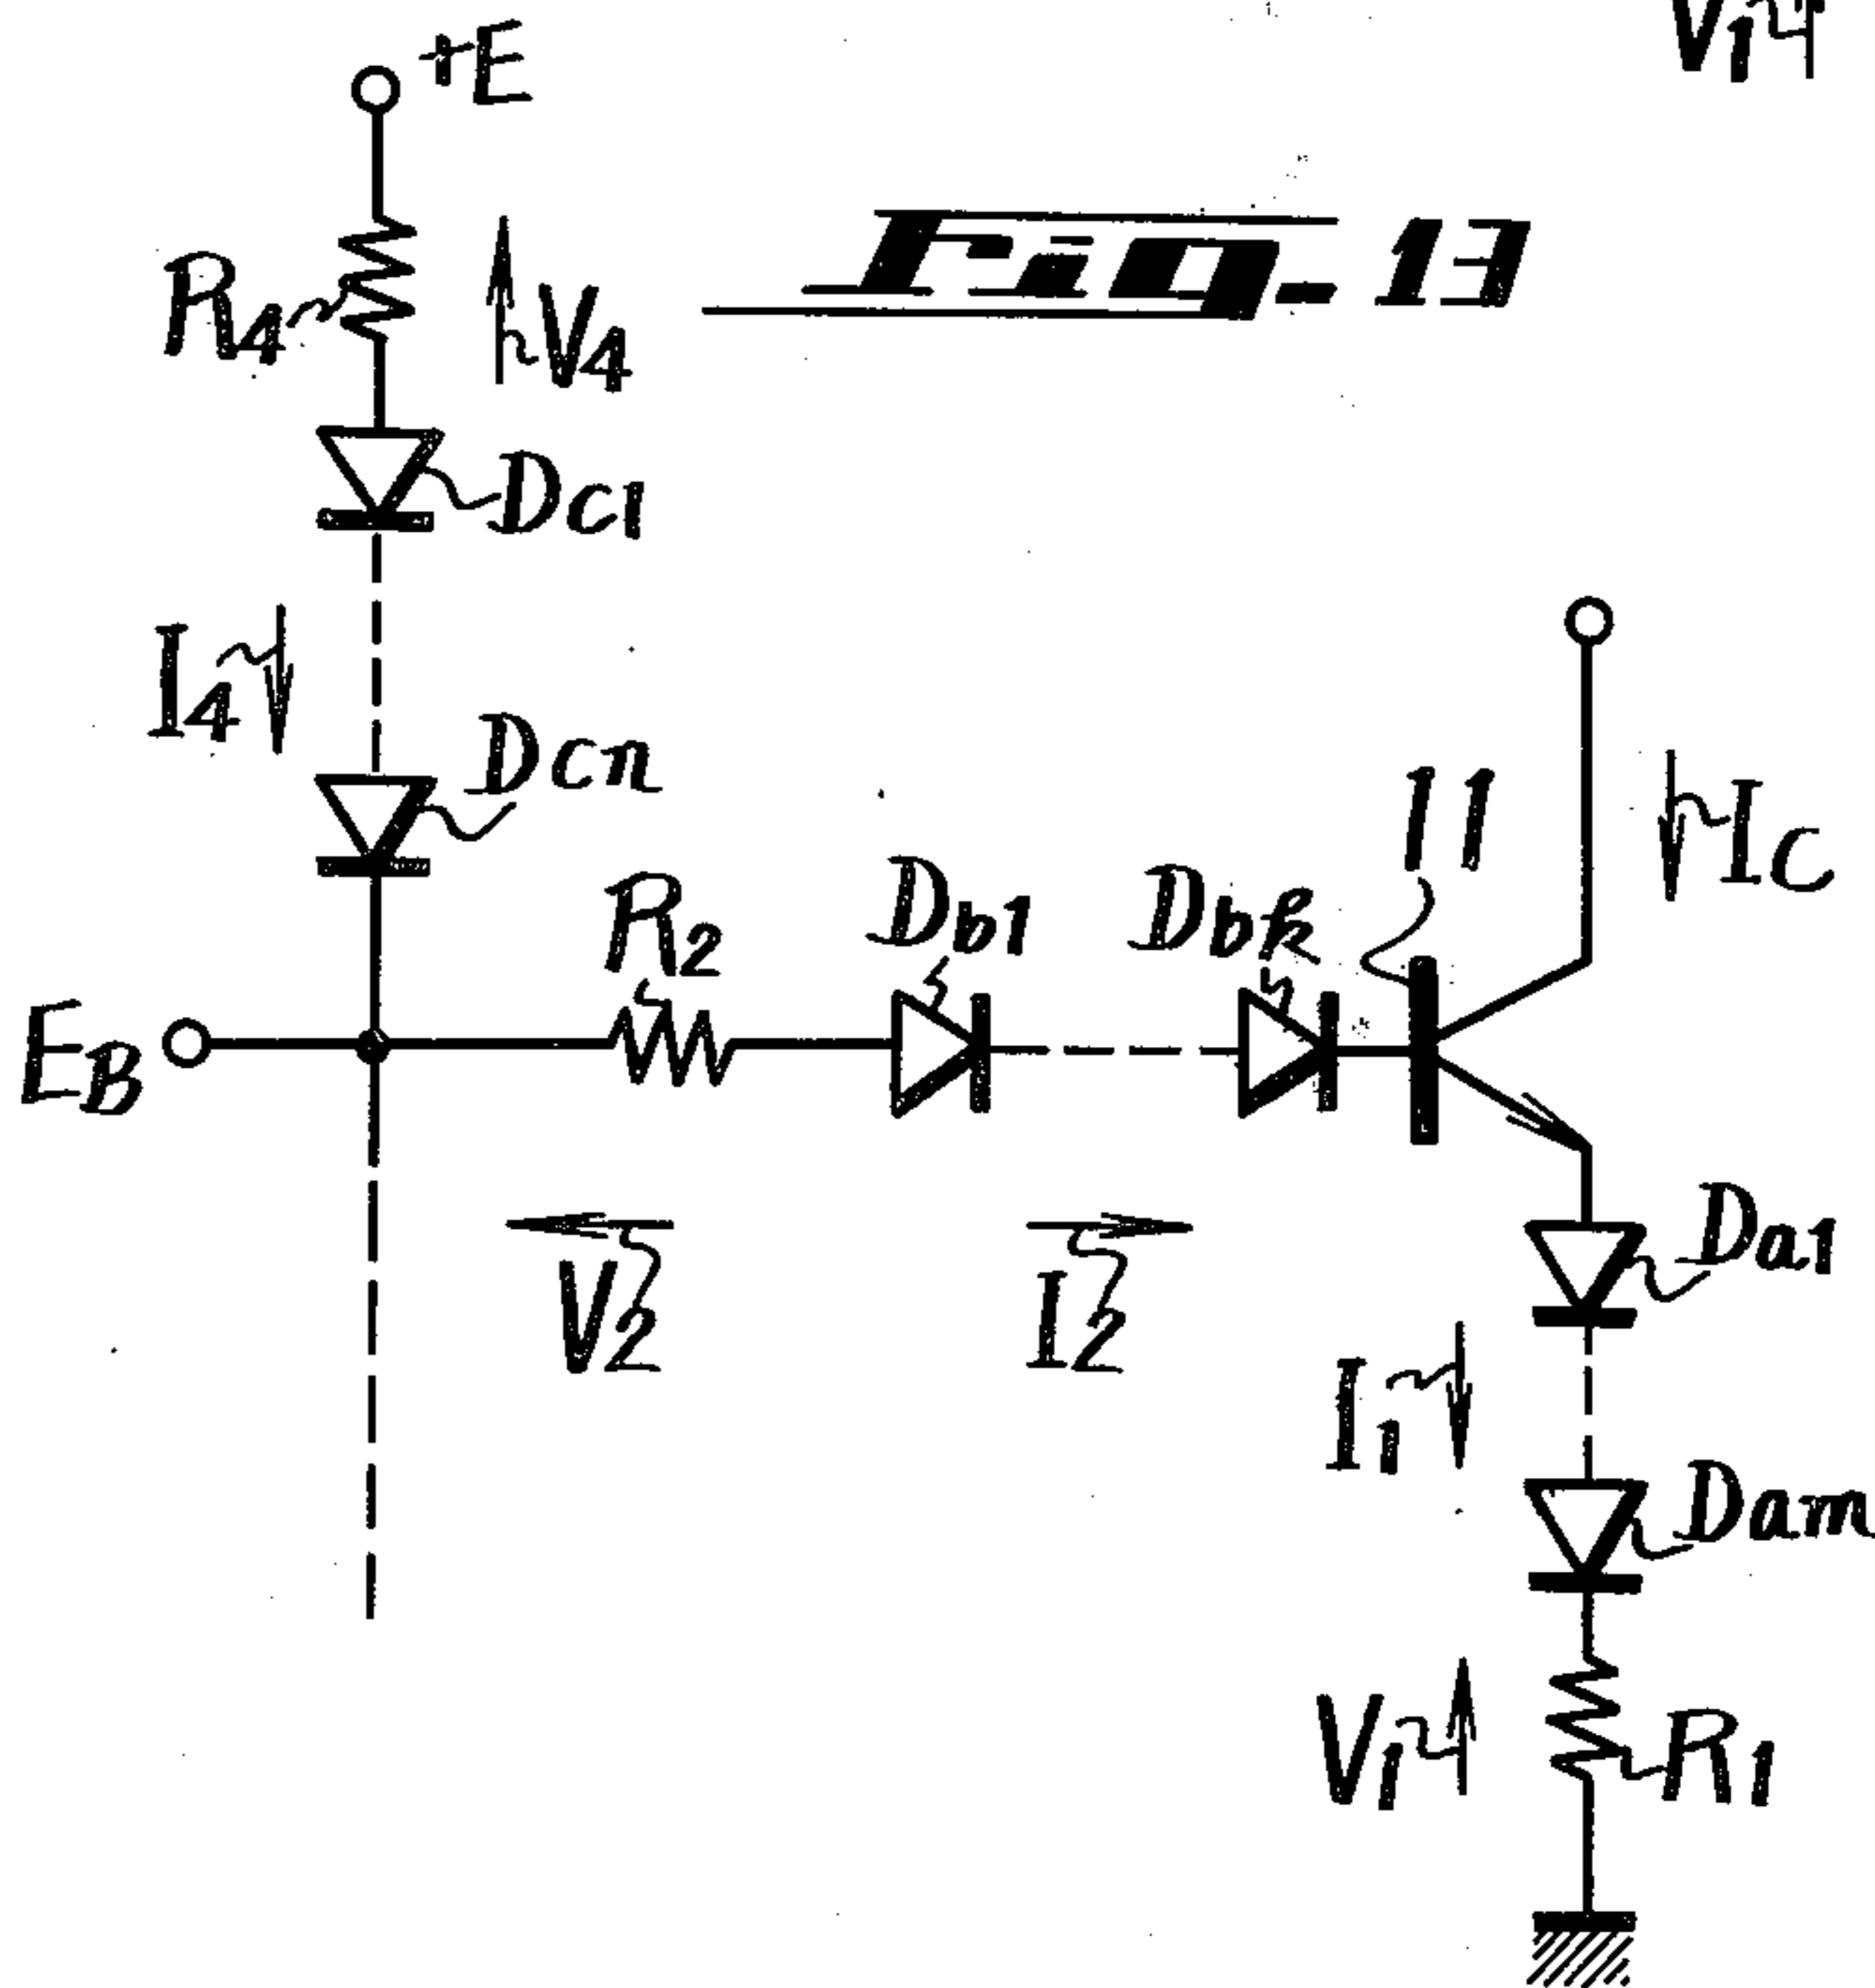 +E
V1
Fig-13
R4
V4
Dc1
I4
Dcn
11
IC
R2
Db1
Dbk
EB
V2
I2
Da1
I1
Dam
V1
R1